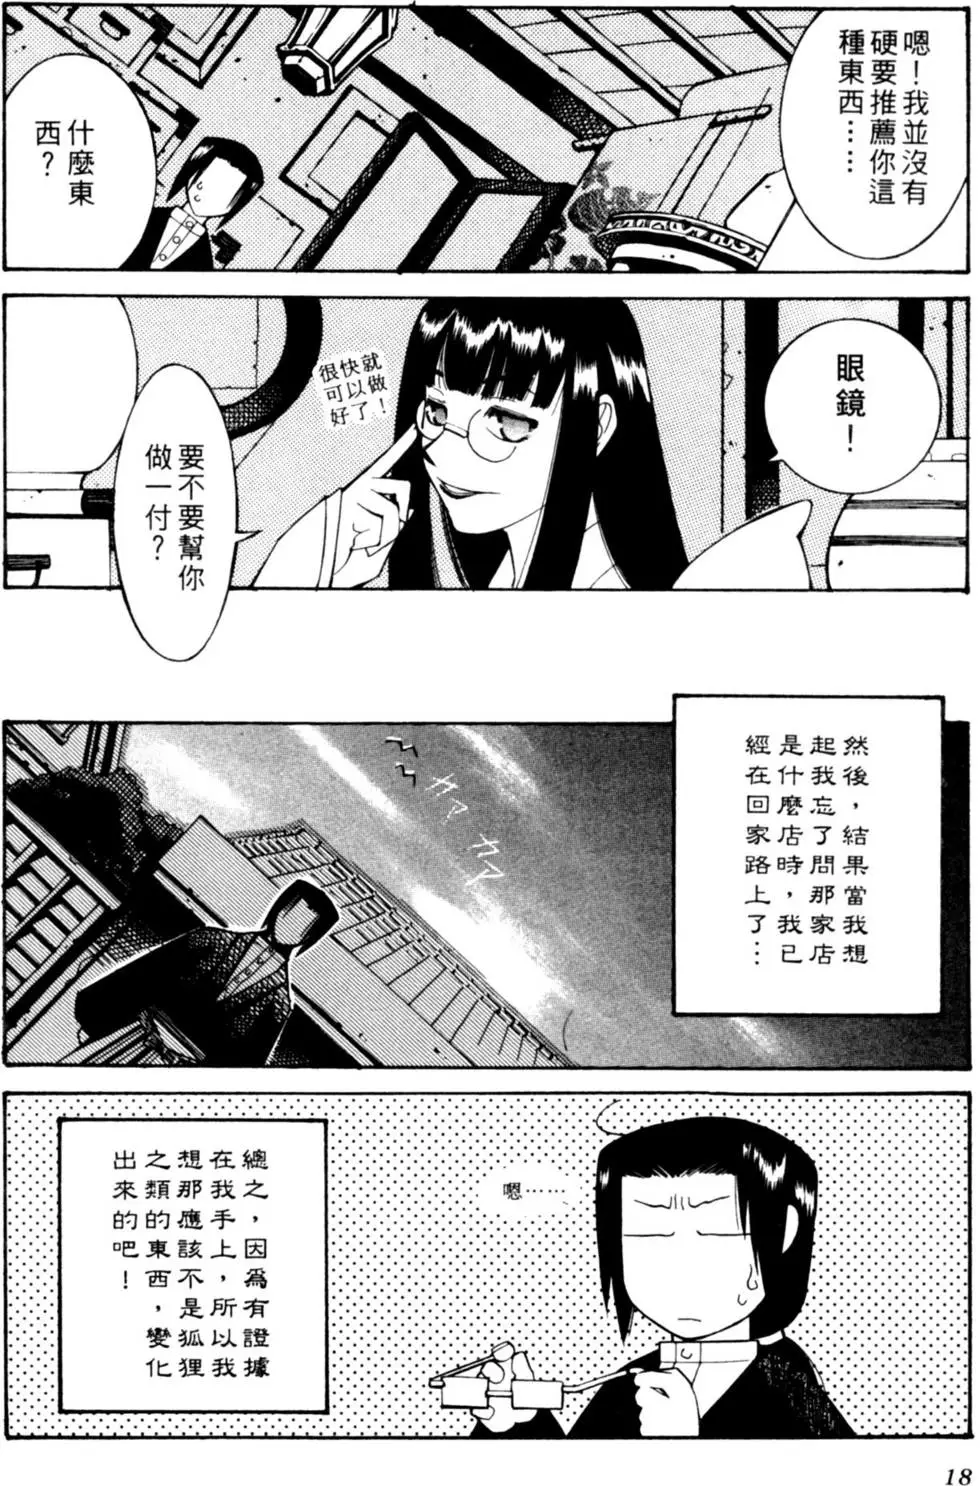 嗯！我並沒有
硬要推薦你這
種東西……
什麼東
西？
眼鏡！
很快就
可以做
好了！
要不要幫你
做一付？
然後，結果當我想
起我忘了問那家店
是什麼店時，我已
經在回家路上了…
カァ
カァ
嗯……
總之，因為有證據
在我手上，所以我
想那應該不是狐狸
之類的東西，變化
出來的吧！
18